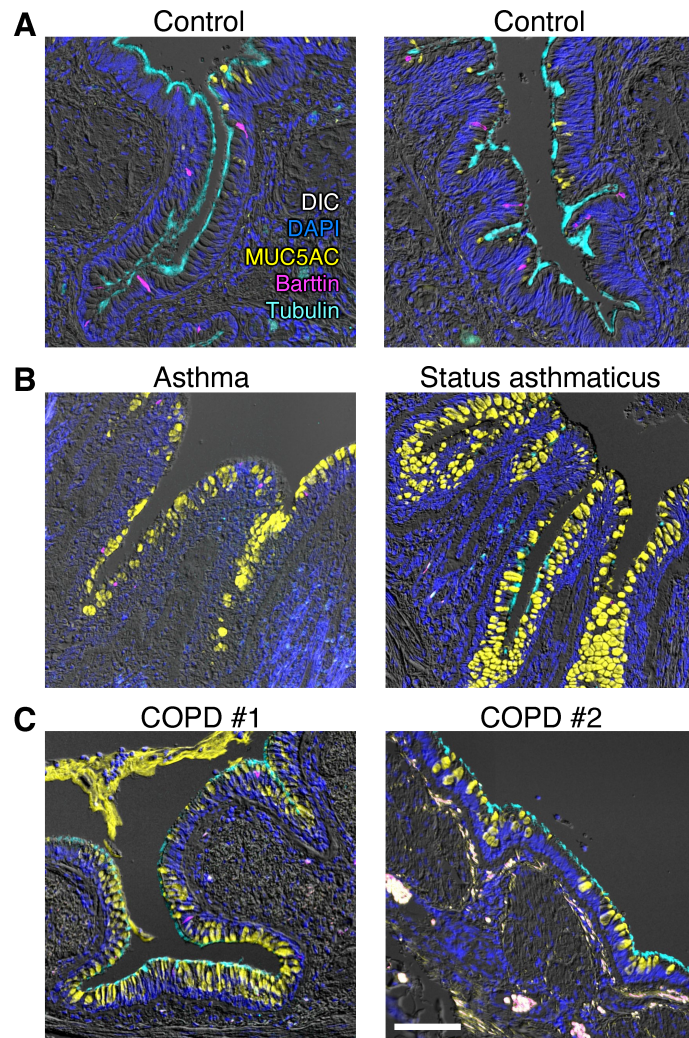 A
Control
Control
DIC
DAPI
MUC5AC
Barttin
Tubulin
B
Asthma
Status asthmaticus
C
COPD #1
COPD #2